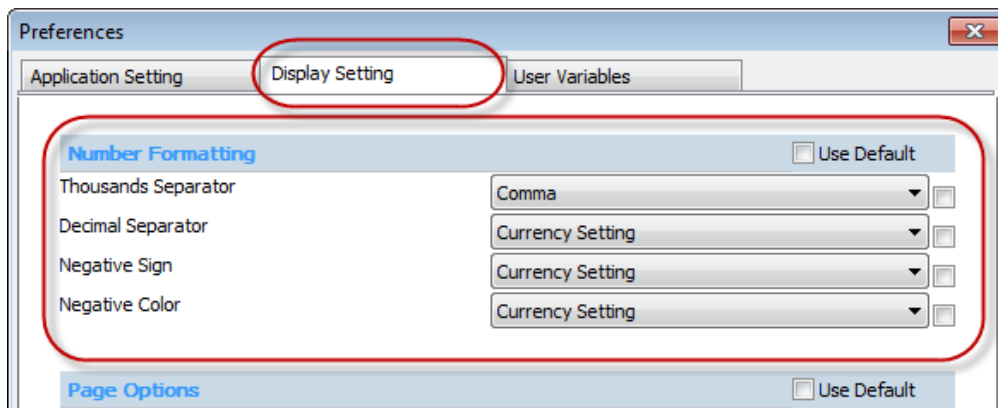 Preferences
Application Setting Display Setting User Variables
Number Formatting Use Default
Thousands Separator Comma
Decimal Separator Currency Setting
Negative Sign Currency Setting
Negative Color Currency Setting
Page Options Use Default